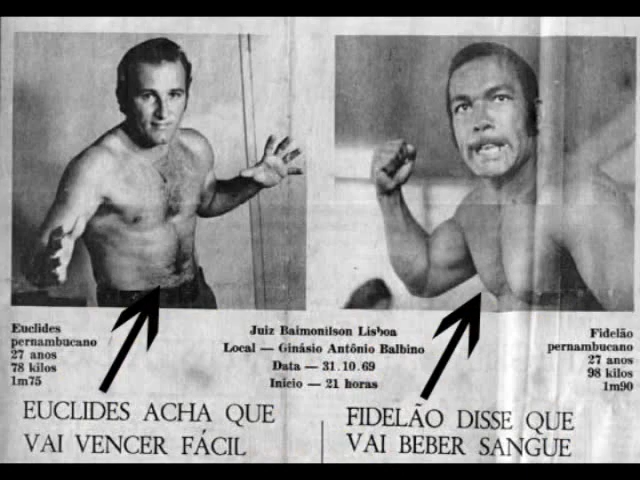 Euclides
pernambucano
27 anos
78 kilos
1m75
Juiz Baimonilson Lisboa
Local — Ginásio Antônio Balbino
Data — 31.10.69
Início — 21 horas
Fidelão
pernambucano
27 anos
98 kilos
1m90
EUCLIDES ACHA QUE
VAI VENCER FÁCIL
FIDELÃO DISSE QUE
VAI BEBER SANGUE